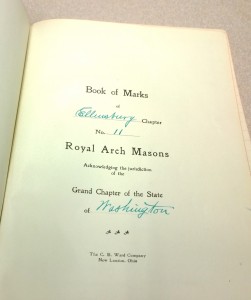 Book of Marks
of
Ellensburg Chapter
No. 11
Royal Arch Masons
Acknowledging the jurisdiction
of the
Grand Chapter of the State
of Washington
The C. B. Ward Company
New London, Ohio